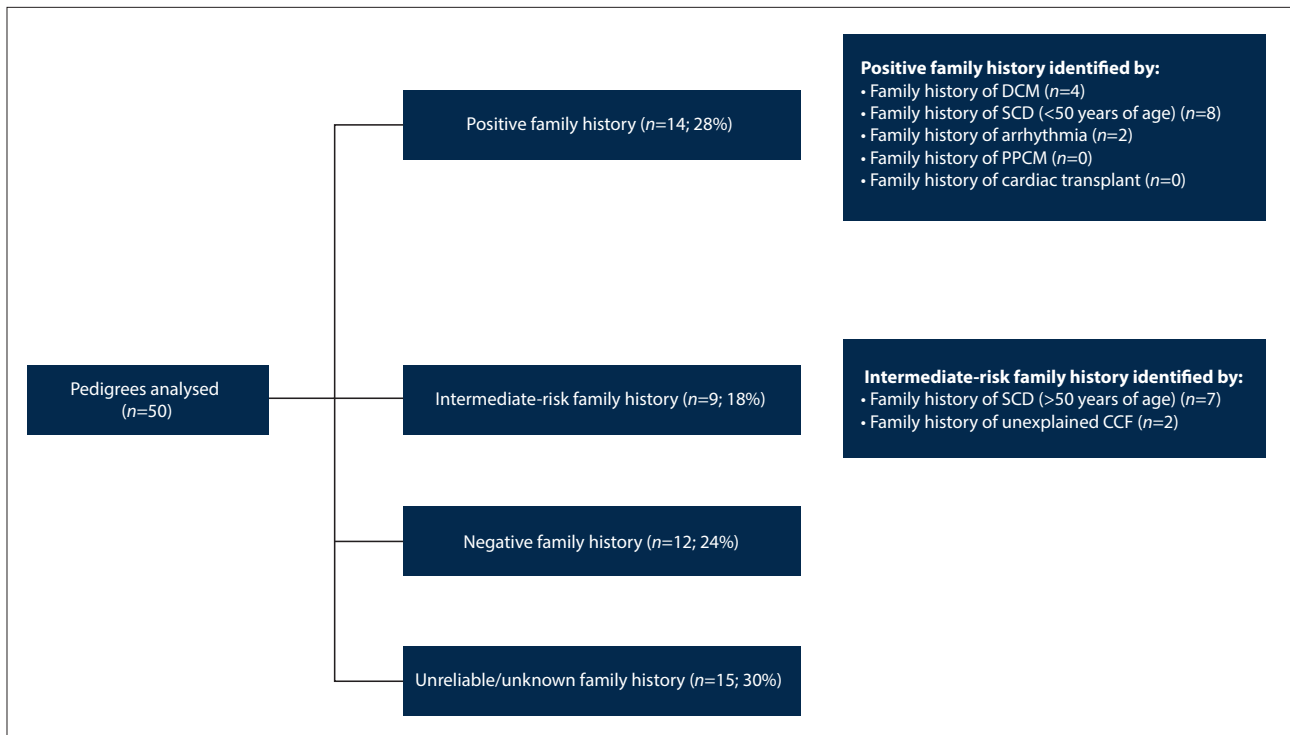 Positive family history (n=14; 28%)
Positive family history identified by:
• Family history of DCM (n=4)
• Family history of SCD (<50 years of age) (n=8)
• Family history of arrhythmia (n=2)
• Family history of PPCM (n=0)
• Family history of cardiac transplant (n=0)
Pedigrees analysed
(n=50)
Intermediate-risk family history (n=9; 18%)
Intermediate-risk family history identified by:
• Family history of SCD (>50 years of age) (n=7)
• Family history of unexplained CCF (n=2)
Negative family history (n=12; 24%)
Unreliable/unknown family history (n=15; 30%)